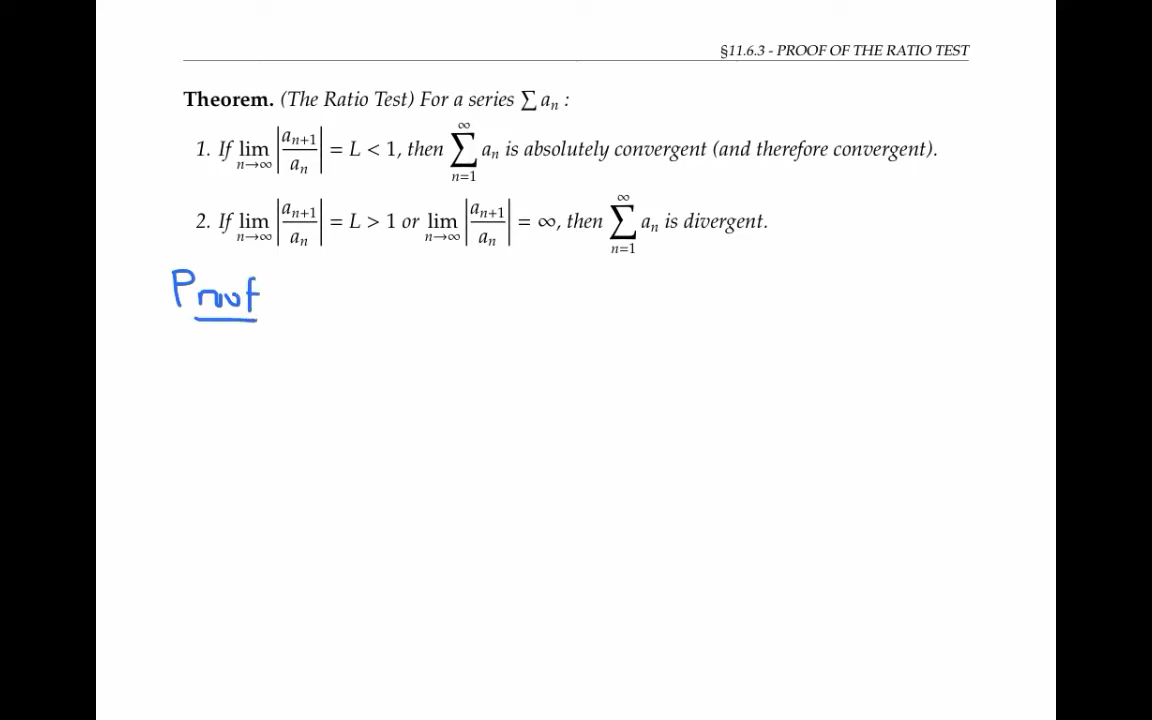 §11.6.3 - PROOF OF THE RATIO TEST
Theorem. (The Ratio Test) For a series ∑ aₙ :
1. If lim_{n→∞} |aₙ₊₁/aₙ| = L < 1, then ∑_{n=1}^{∞} aₙ is absolutely convergent (and therefore convergent).
2. If lim_{n→∞} |aₙ₊₁/aₙ| = L > 1 or lim_{n→∞} |aₙ₊₁/aₙ| = ∞, then ∑_{n=1}^{∞} aₙ is divergent.
Proof